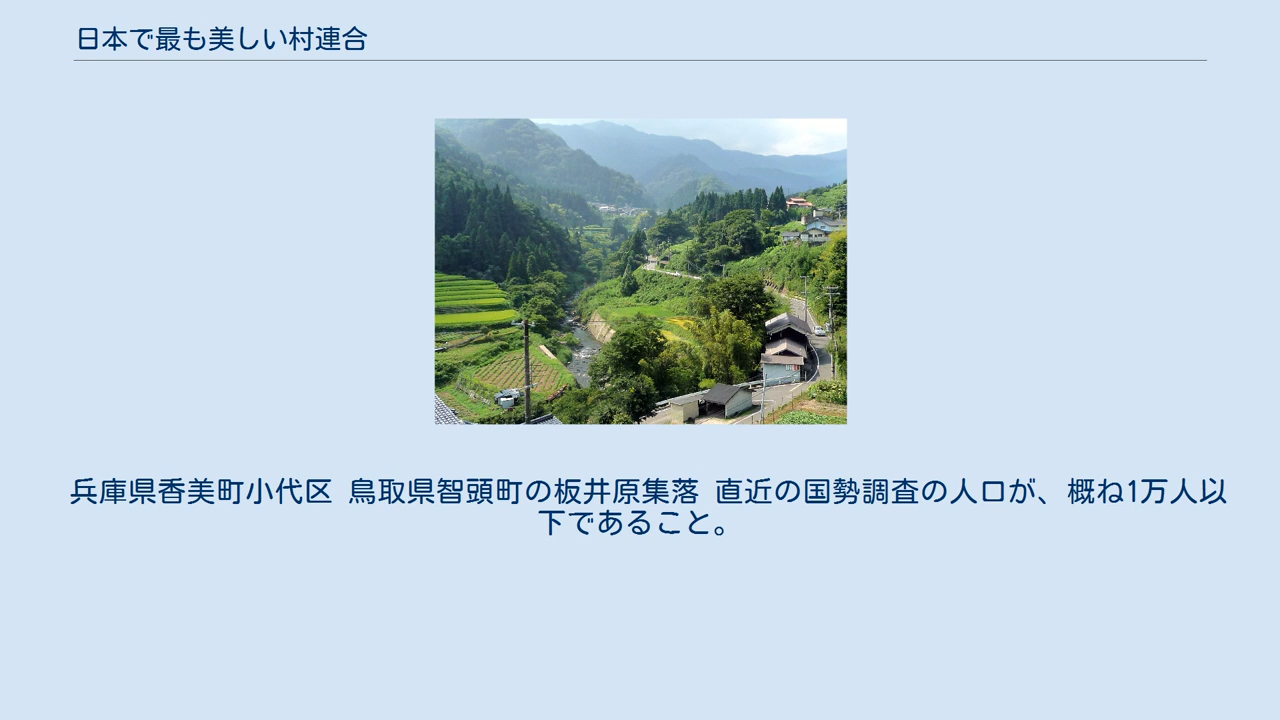 日本で最も美しい村連合
兵庫県香美町小代区 鳥取県智頭町の板井原集落 直近の国勢調査の人口が、概ね1万人以
下であること。